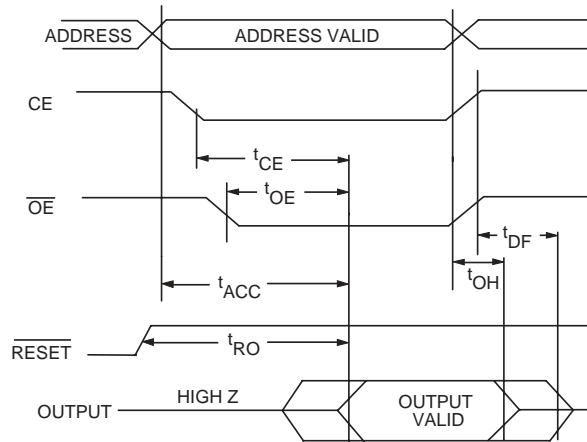 ADDRESS ADDRESS VALID
CE
tCE
OE tOE
tDF
tOH
tACC
RESET tRO
OUTPUT HIGH Z OUTPUT
VALID